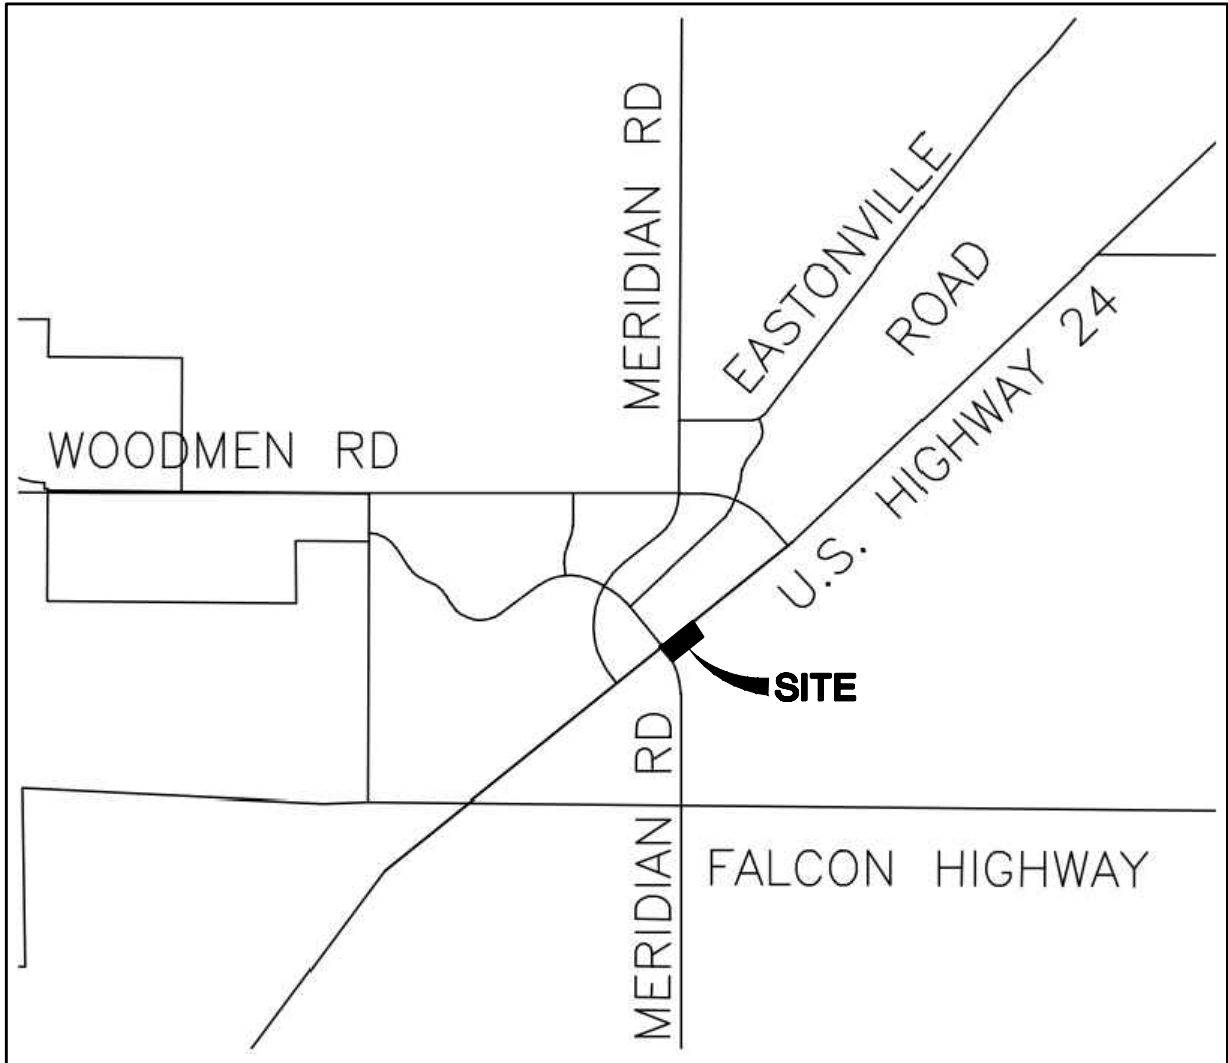 MERIDIAN RD
EASTONVILLE
ROAD
U.S. HIGHWAY 24
WOODMEN RD
SITE
MERIDIAN RD
FALCON HIGHWAY